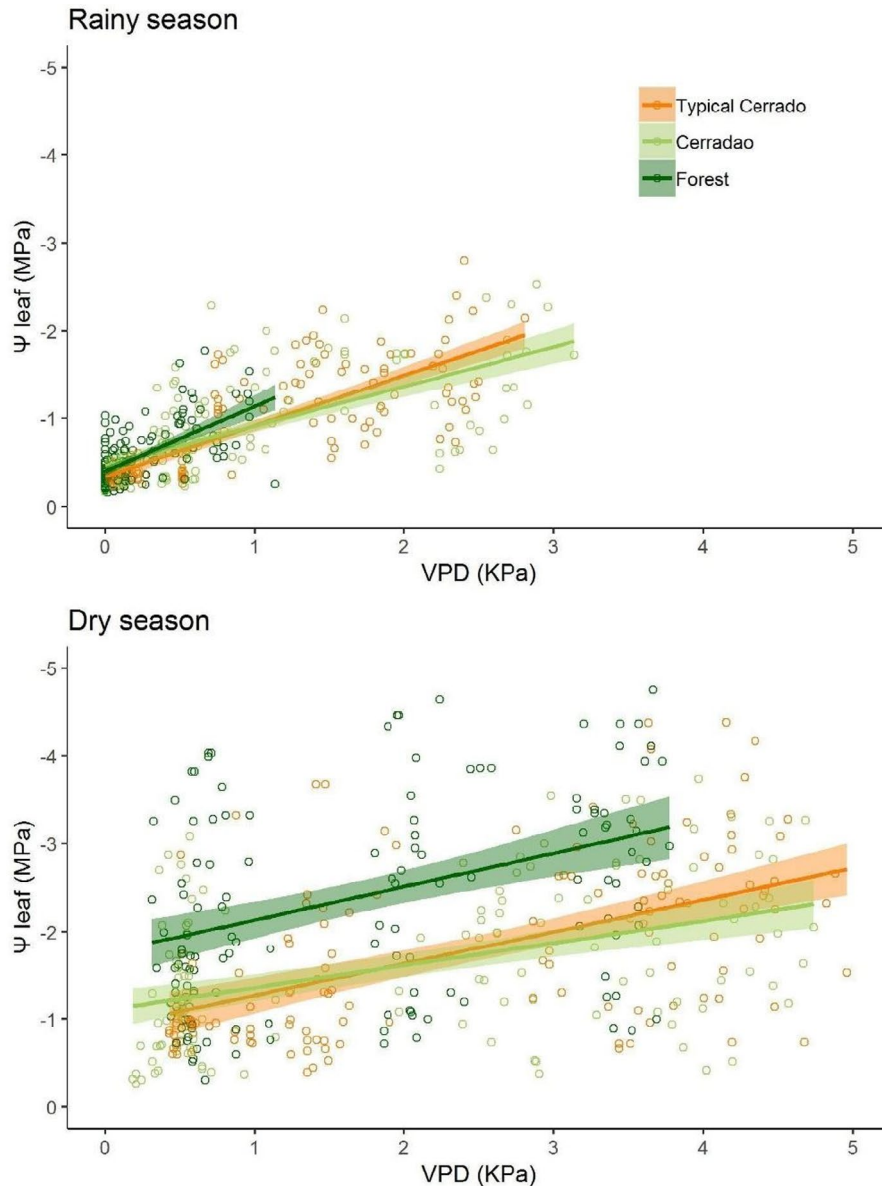 Rainy season
-5
-4
-3
-2
-1
0
Ψ leaf (MPa)
Typical Cerrado
Cerradao
Forest
0 1 2 3 4 5
VPD (KPa)
Dry season
-5
-4
-3
-2
-1
0
Ψ leaf (MPa)
0 1 2 3 4 5
VPD (KPa)